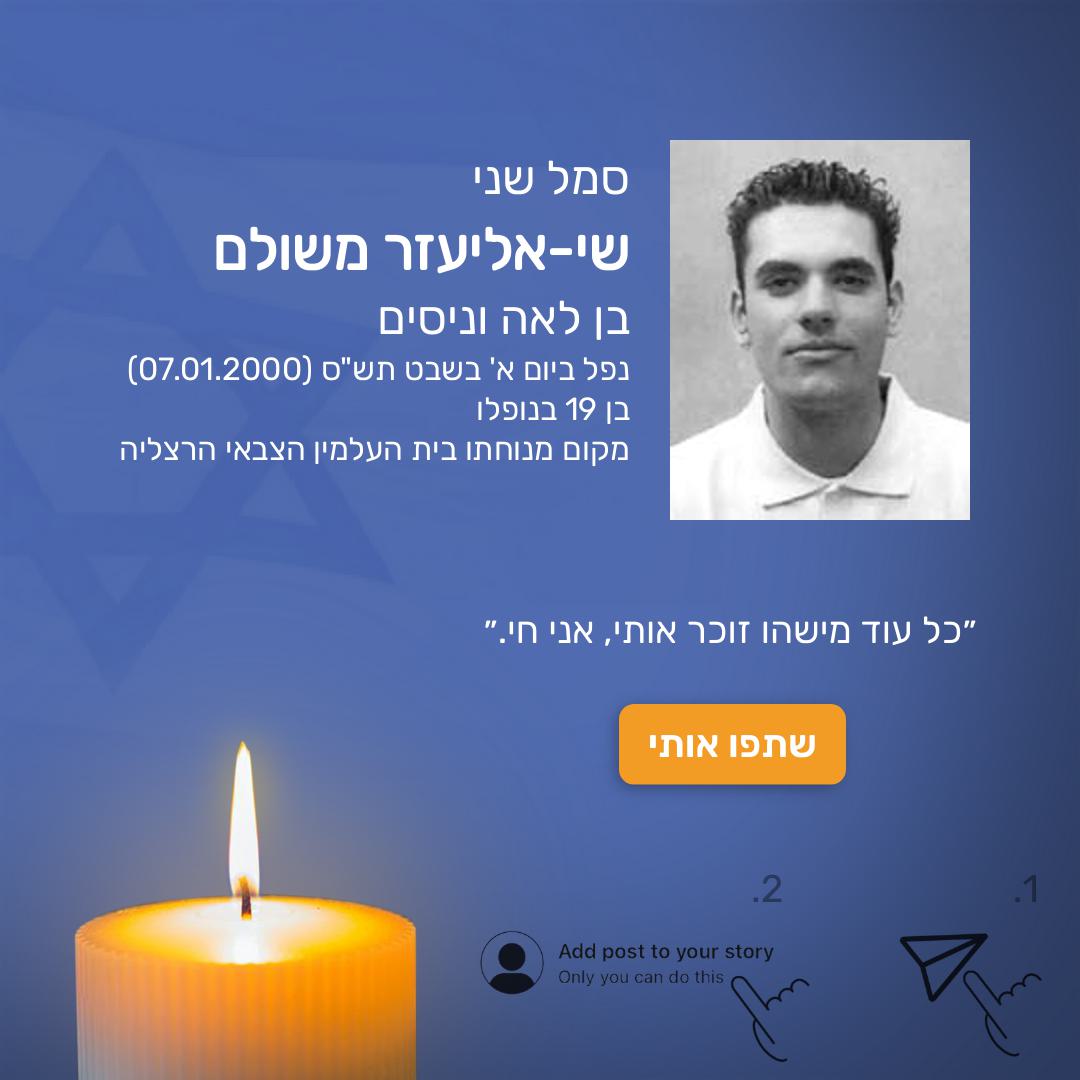 סמל שני
שי-אליעזר משולם
בן לאה וניסים
נפל ביום א' בשבט תש"ס (07.01.2000)
בן 19 בנופלו
מקום מנוחתו בית העלמין הצבאי הרצליה
״כל עוד מישהו זוכר אותי, אני חי.״
שתפו אותי
.1
.2
Add post to your story
Only you can do this